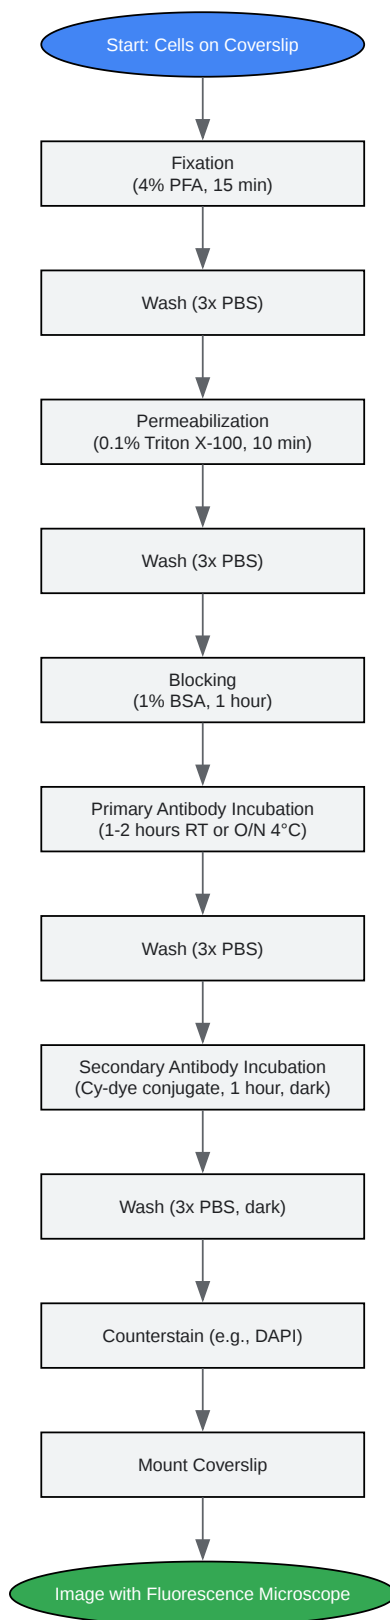 Start: Cells on Coverslip
Fixation
(4% PFA, 15 min)
Wash (3x PBS)
Permeabilization
(0.1% Triton X-100, 10 min)
Wash (3x PBS)
Blocking
(1% BSA, 1 hour)
Primary Antibody Incubation
(1-2 hours RT or O/N 4°C)
Wash (3x PBS)
Secondary Antibody Incubation
(Cy-dye conjugate, 1 hour, dark)
Wash (3x PBS, dark)
Counterstain (e.g., DAPI)
Mount Coverslip
Image with Fluorescence Microscope